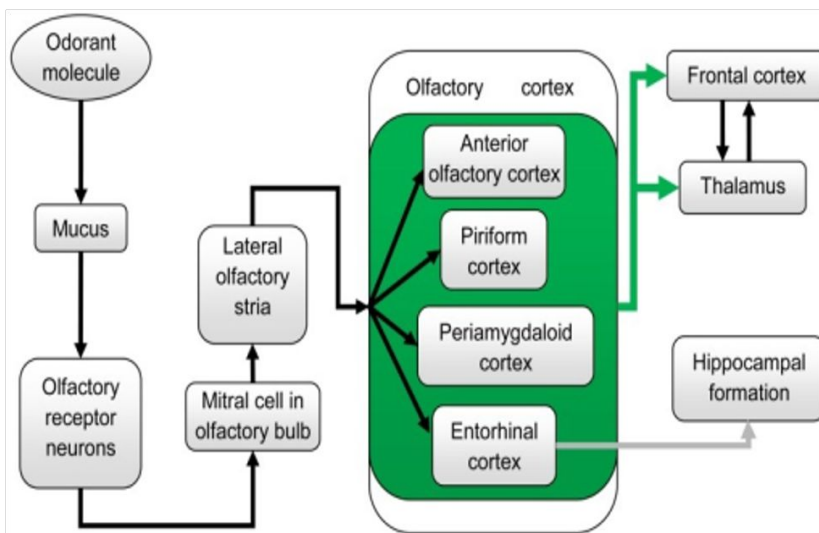 Odorant
molecule
Mucus
Olfactory
receptor
neurons
Mitral cell in
olfactory bulb
Lateral
olfactory
stria
Olfactory cortex
Anterior
olfactory cortex
Piriform
cortex
Periamygdaloid
cortex
Entorhinal
cortex
Frontal cortex
Thalamus
Hippocampal
formation